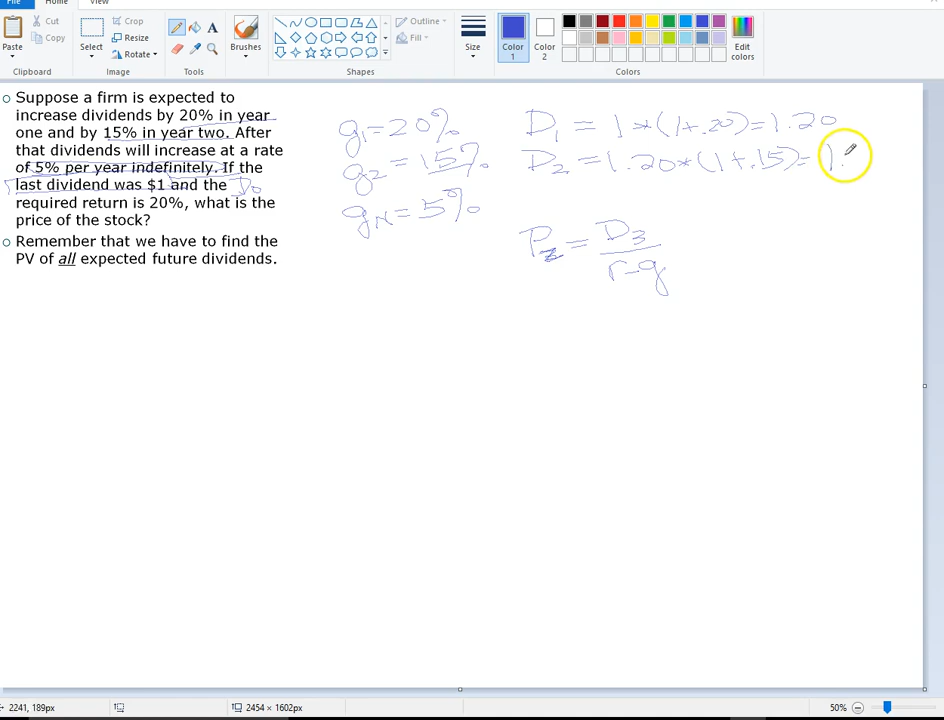 File Home View
Paste Cut Copy Clipboard
Select Crop Resize Rotate Image
Tools
Brushes
Outline Fill Shapes
Size
Color 1 Color 2 Edit colors Colors
Suppose a firm is expected to
increase dividends by 20% in year
one and by 15% in year two. After
that dividends will increase at a rate
of 5% per year indefinitely. If the
last dividend was $1 and the D0
required return is 20%, what is the
price of the stock?
Remember that we have to find the
PV of all expected future dividends.
g1=20%
g2=15%
gN=5%
D1 = 1*(1+.20)=1.20
D2 = 1.20*(1+.15)= 1.
P2 = D3
r-g
2241, 189px 2454 × 1602px 50%